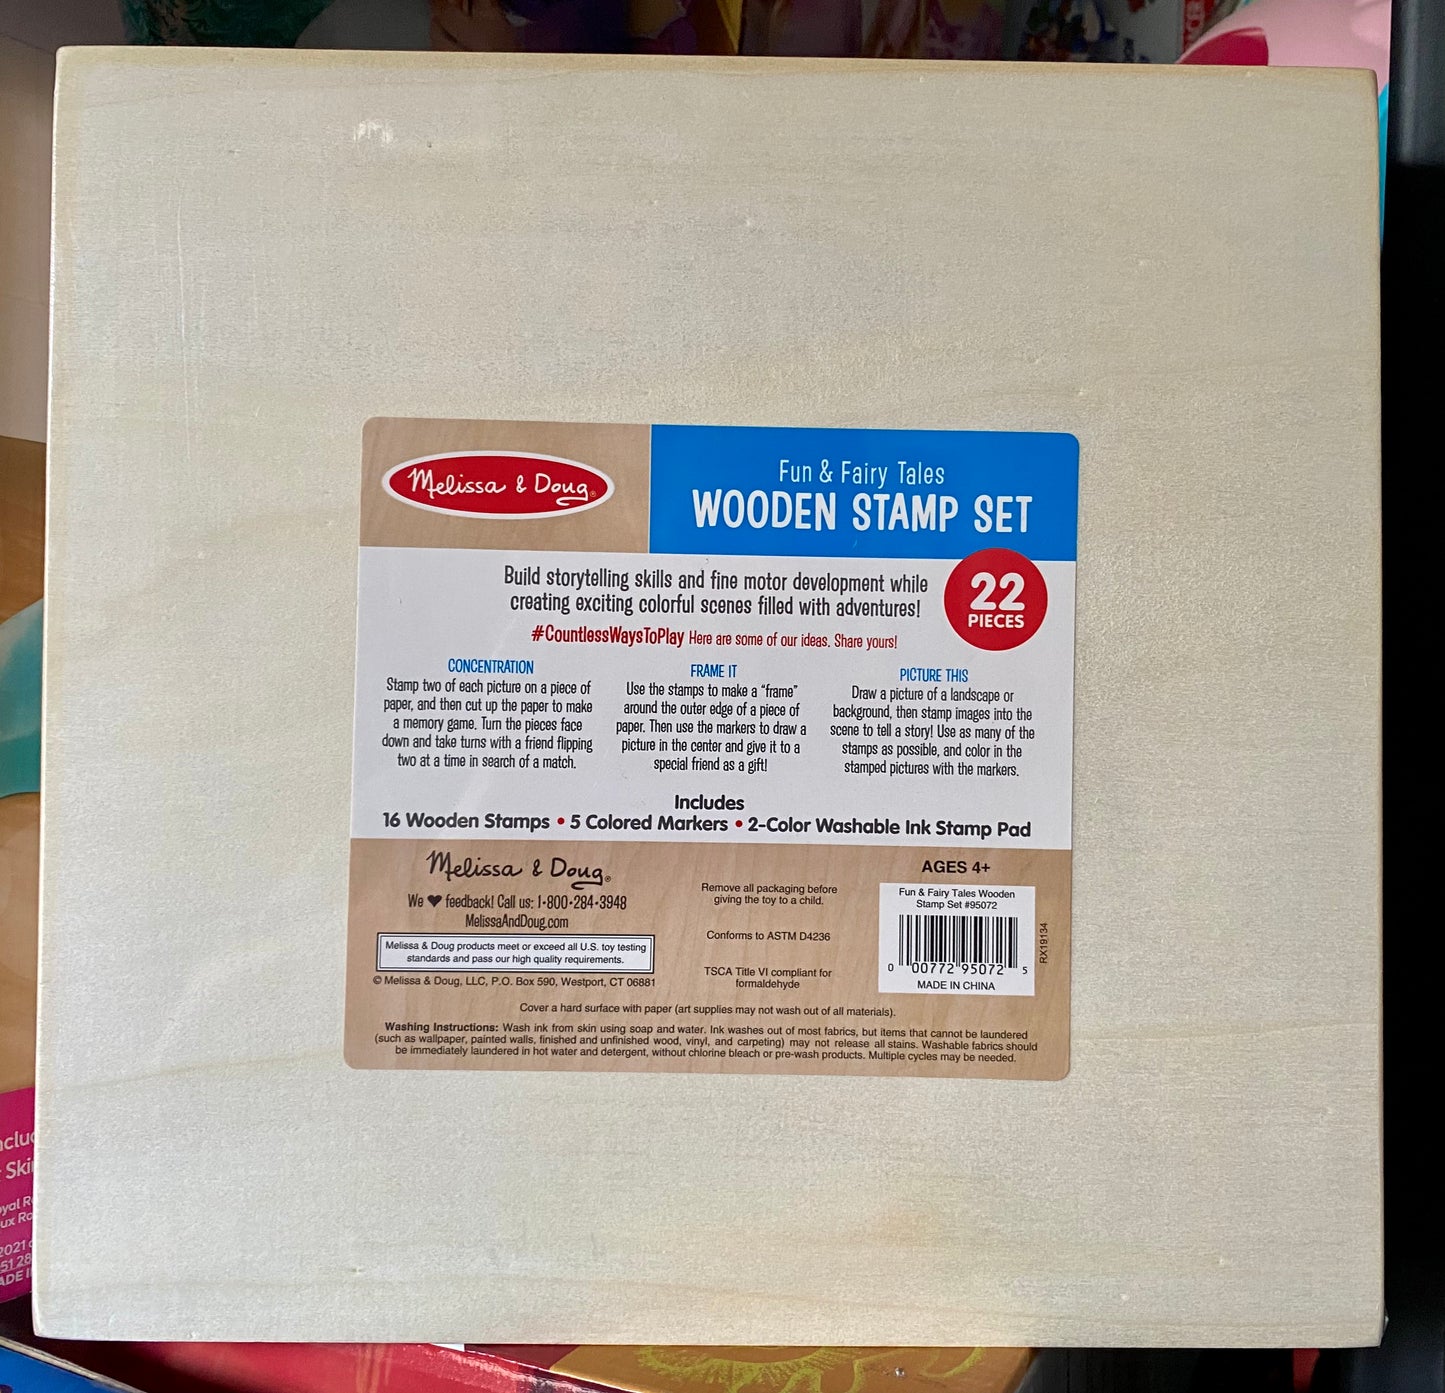 Melissa & Doug®
Fun & Fairy Tales
WOODEN STAMP SET
Build storytelling skills and fine motor development while
creating exciting colorful scenes filled with adventures!
22
PIECES
#CountlessWaysToPlay Here are some of our ideas. Share yours!
CONCENTRATION
Stamp two of each picture on a piece of
paper, and then cut up the paper to make
a memory game. Turn the pieces face
down and take turns with a friend flipping
two at a time in search of a match.
FRAME IT
Use the stamps to make a “frame”
around the outer edge of a piece of
paper. Then use the markers to draw a
picture in the center and give it to a
special friend as a gift!
PICTURE THIS
Draw a picture of a landscape or
background, then stamp images into the
scene to tell a story! Use as many of the
stamps as possible, and color in the
stamped pictures with the markers.
Includes
16 Wooden Stamps • 5 Colored Markers • 2-Color Washable Ink Stamp Pad
Melissa & Doug®
We ♥ feedback! Call us: 1-800-284-3948
MelissaAndDoug.com
Melissa & Doug products meet or exceed all U.S. toy testing
standards and pass our high quality requirements.
© Melissa & Doug, LLC, P.O. Box 590, Westport, CT 06881
Remove all packaging before
giving the toy to a child.
Conforms to ASTM D4236
TSCA Title VI compliant for
formaldehyde
AGES 4+
Fun & Fairy Tales Wooden
Stamp Set #95072
0 00772 95072 5
MADE IN CHINA
RX19134
Cover a hard surface with paper (art supplies may not wash out of all materials).
Washing Instructions: Wash ink from skin using soap and water. Ink washes out of most fabrics, but items that cannot be laundered
(such as wallpaper, painted walls, finished and unfinished wood, vinyl, and carpeting) may not release all stains. Washable fabrics should
be immediately laundered in hot water and detergent, without chlorine bleach or pre-wash products. Multiple cycles may be needed.